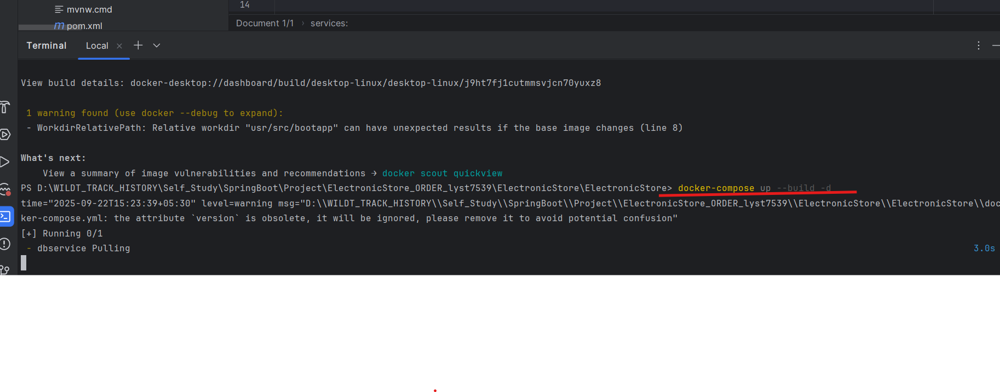 mvnw.cmd
14
pom.xml
Document 1/1 › services:
Terminal Local
View build details: docker-desktop://dashboard/build/desktop-linux/desktop-linux/j9ht7fj1cutmmsvjcn70yuxz8
1 warning found (use docker --debug to expand):
- WorkdirRelativePath: Relative workdir "usr/src/bootapp" can have unexpected results if the base image changes (line 8)
What's next:
View a summary of image vulnerabilities and recommendations → docker scout quickview
PS D:\WILDT_TRACK_HISTORY\Self_Study\SpringBoot\Project\ElectronicStore_ORDER_lyst7539\ElectronicStore\ElectronicStore> docker-compose up --build -d
time="2025-09-22T15:23:39+05:30" level=warning msg="D:\\WILDT_TRACK_HISTORY\\Self_Study\\SpringBoot\\Project\\ElectronicStore_ORDER_lyst7539\\ElectronicStore\\ElectronicStore\\doc
ker-compose.yml: the attribute `version` is obsolete, it will be ignored, please remove it to avoid potential confusion"
[+] Running 0/1
- dbservice Pulling 3.0s